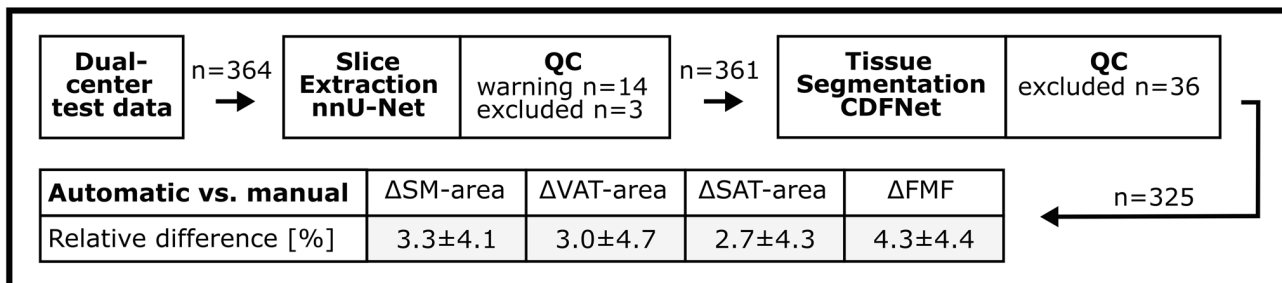 Dual-
center
test data
n=364
Slice
Extraction
nnU-Net
QC
warning n=14
excluded n=3
n=361
Tissue
Segmentation
CDFNet
QC
excluded n=36
n=325
Automatic vs. manual ΔSM-area ΔVAT-area ΔSAT-area ΔFMF
Relative difference [%] 3.3±4.1 3.0±4.7 2.7±4.3 4.3±4.4